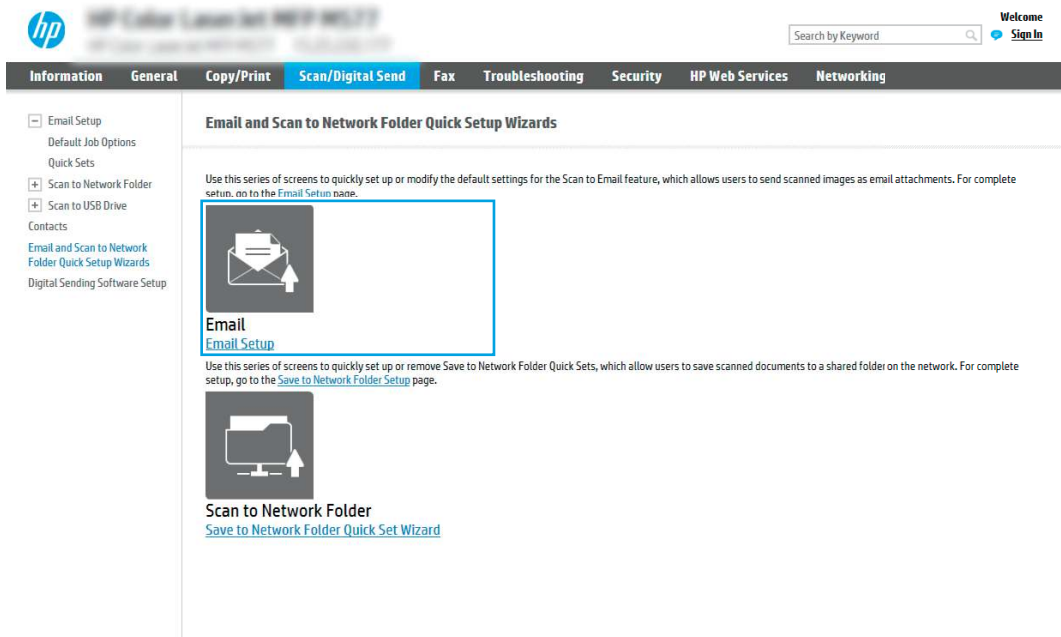 hp
Welcome
Search by Keyword
Sign In
Information General Copy/Print Scan/Digital Send Fax Troubleshooting Security HP Web Services Networking
Email Setup
Default Job Options
Quick Sets
Scan to Network Folder
Scan to USB Drive
Contacts
Email and Scan to Network
Folder Quick Setup Wizards
Digital Sending Software Setup
Email and Scan to Network Folder Quick Setup Wizards
Use this series of screens to quickly set up or modify the default settings for the Scan to Email feature, which allows users to send scanned images as email attachments. For complete
setup, go to the Email Setup page.
Email
Email Setup
Use this series of screens to quickly set up or remove Save to Network Folder Quick Sets, which allow users to save scanned documents to a shared folder on the network. For complete
setup, go to the Save to Network Folder Setup page.
Scan to Network Folder
Save to Network Folder Quick Set Wizard